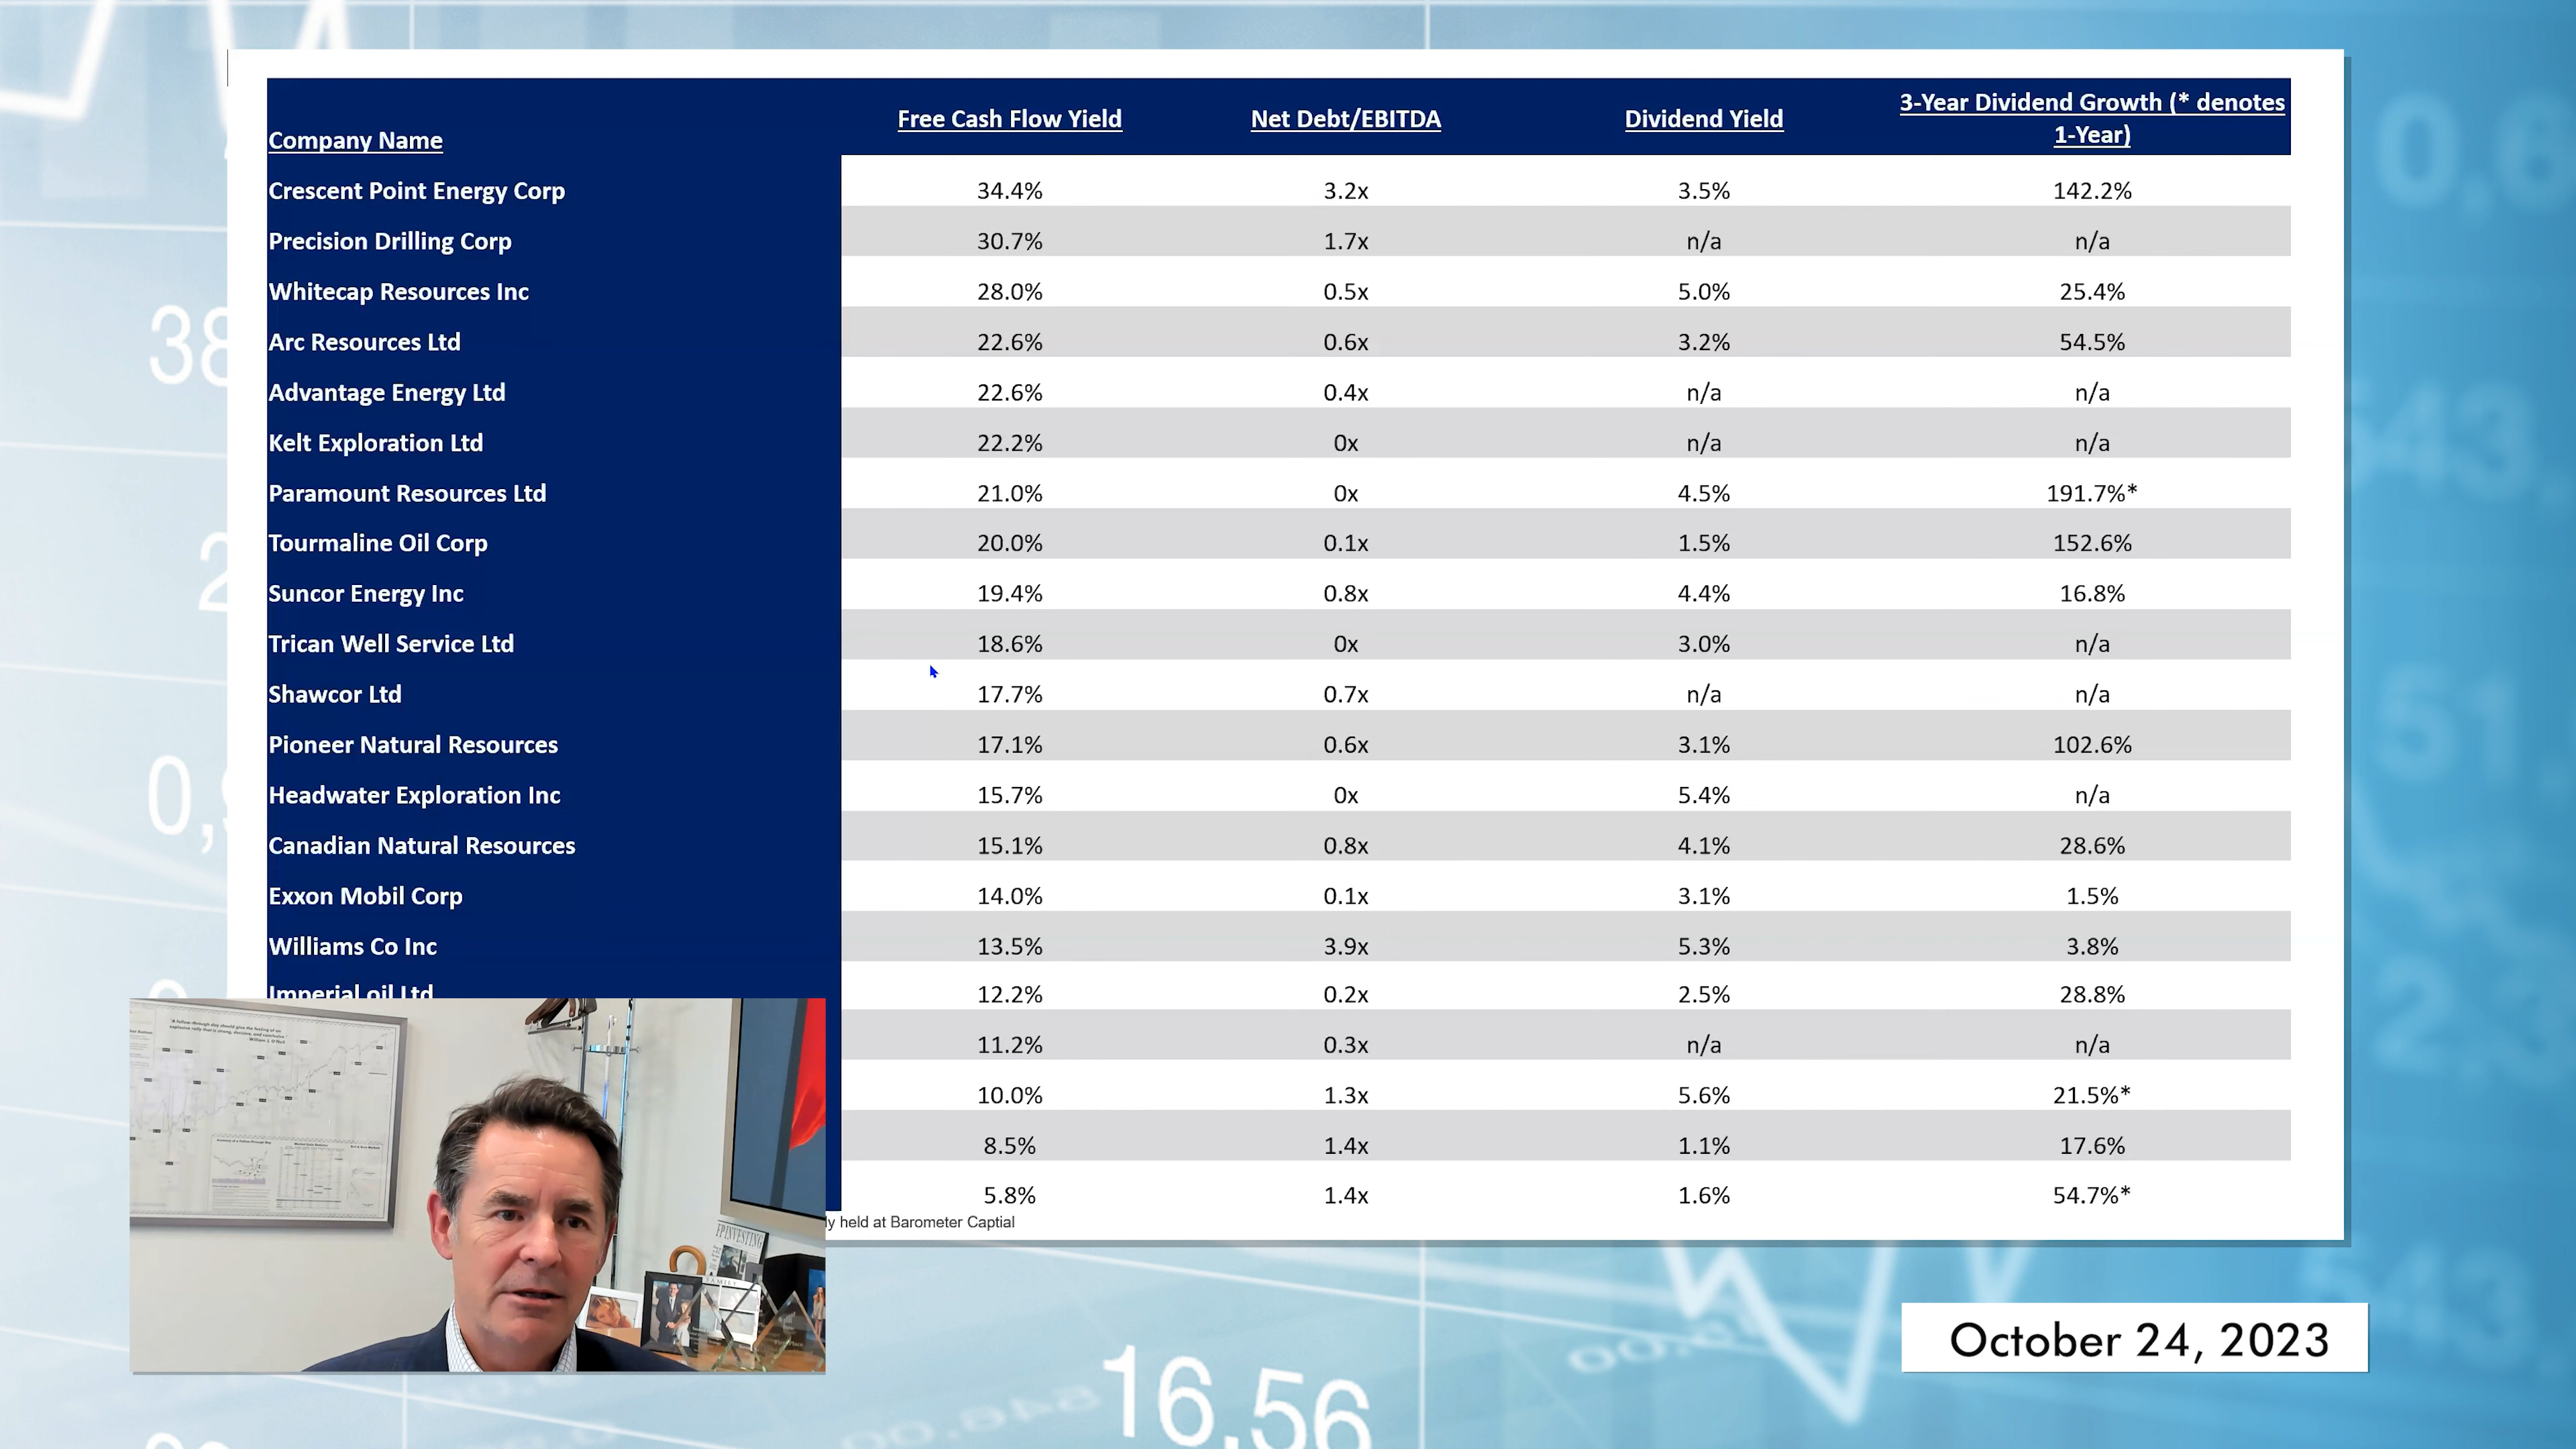 Company Name Free Cash Flow Yield Net Debt/EBITDA Dividend Yield 3-Year Dividend Growth (* denotes
1-Year)
Crescent Point Energy Corp 34.4% 3.2x 3.5% 142.2%
Precision Drilling Corp 30.7% 1.7x n/a n/a
Whitecap Resources Inc 28.0% 0.5x 5.0% 25.4%
Arc Resources Ltd 22.6% 0.6x 3.2% 54.5%
Advantage Energy Ltd 22.6% 0.4x n/a n/a
Kelt Exploration Ltd 22.2% 0x n/a n/a
Paramount Resources Ltd 21.0% 0x 4.5% 191.7%*
Tourmaline Oil Corp 20.0% 0.1x 1.5% 152.6%
Suncor Energy Inc 19.4% 0.8x 4.4% 16.8%
Trican Well Service Ltd 18.6% 0x 3.0% n/a
Shawcor Ltd 17.7% 0.7x n/a n/a
Pioneer Natural Resources 17.1% 0.6x 3.1% 102.6%
Headwater Exploration Inc 15.7% 0x 5.4% n/a
Canadian Natural Resources 15.1% 0.8x 4.1% 28.6%
Exxon Mobil Corp 14.0% 0.1x 3.1% 1.5%
Williams Co Inc 13.5% 3.9x 5.3% 3.8%
Imperial oil Ltd 12.2% 0.2x 2.5% 28.8%
11.2% 0.3x n/a n/a
10.0% 1.3x 5.6% 21.5%*
8.5% 1.4x 1.1% 17.6%
5.8% 1.4x 1.6% 54.7%*
held at Barometer Captial
William J. O'Neil
FP INVESTING
FAMILY
October 24, 2023
16,56
38
0,6